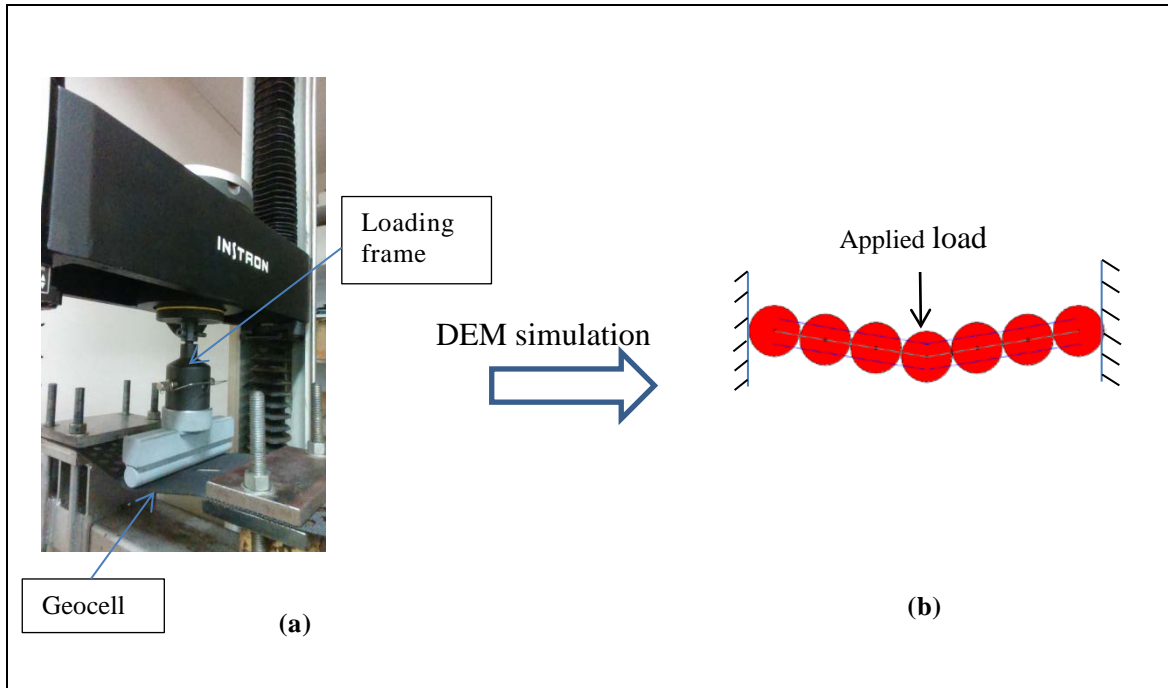 INSTRON
Loading
frame
Geocell
(a)
DEM simulation
Applied load
(b)